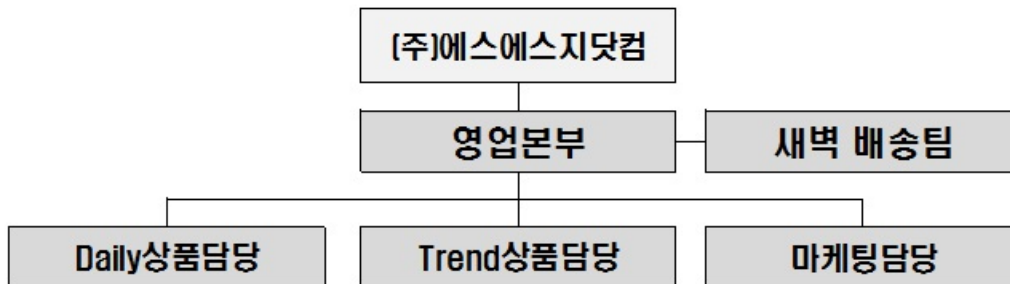 (주)에스에스지닷컴
영업본부
새벽 배송팀
Daily상품담당
Trend상품담당
마케팅담당